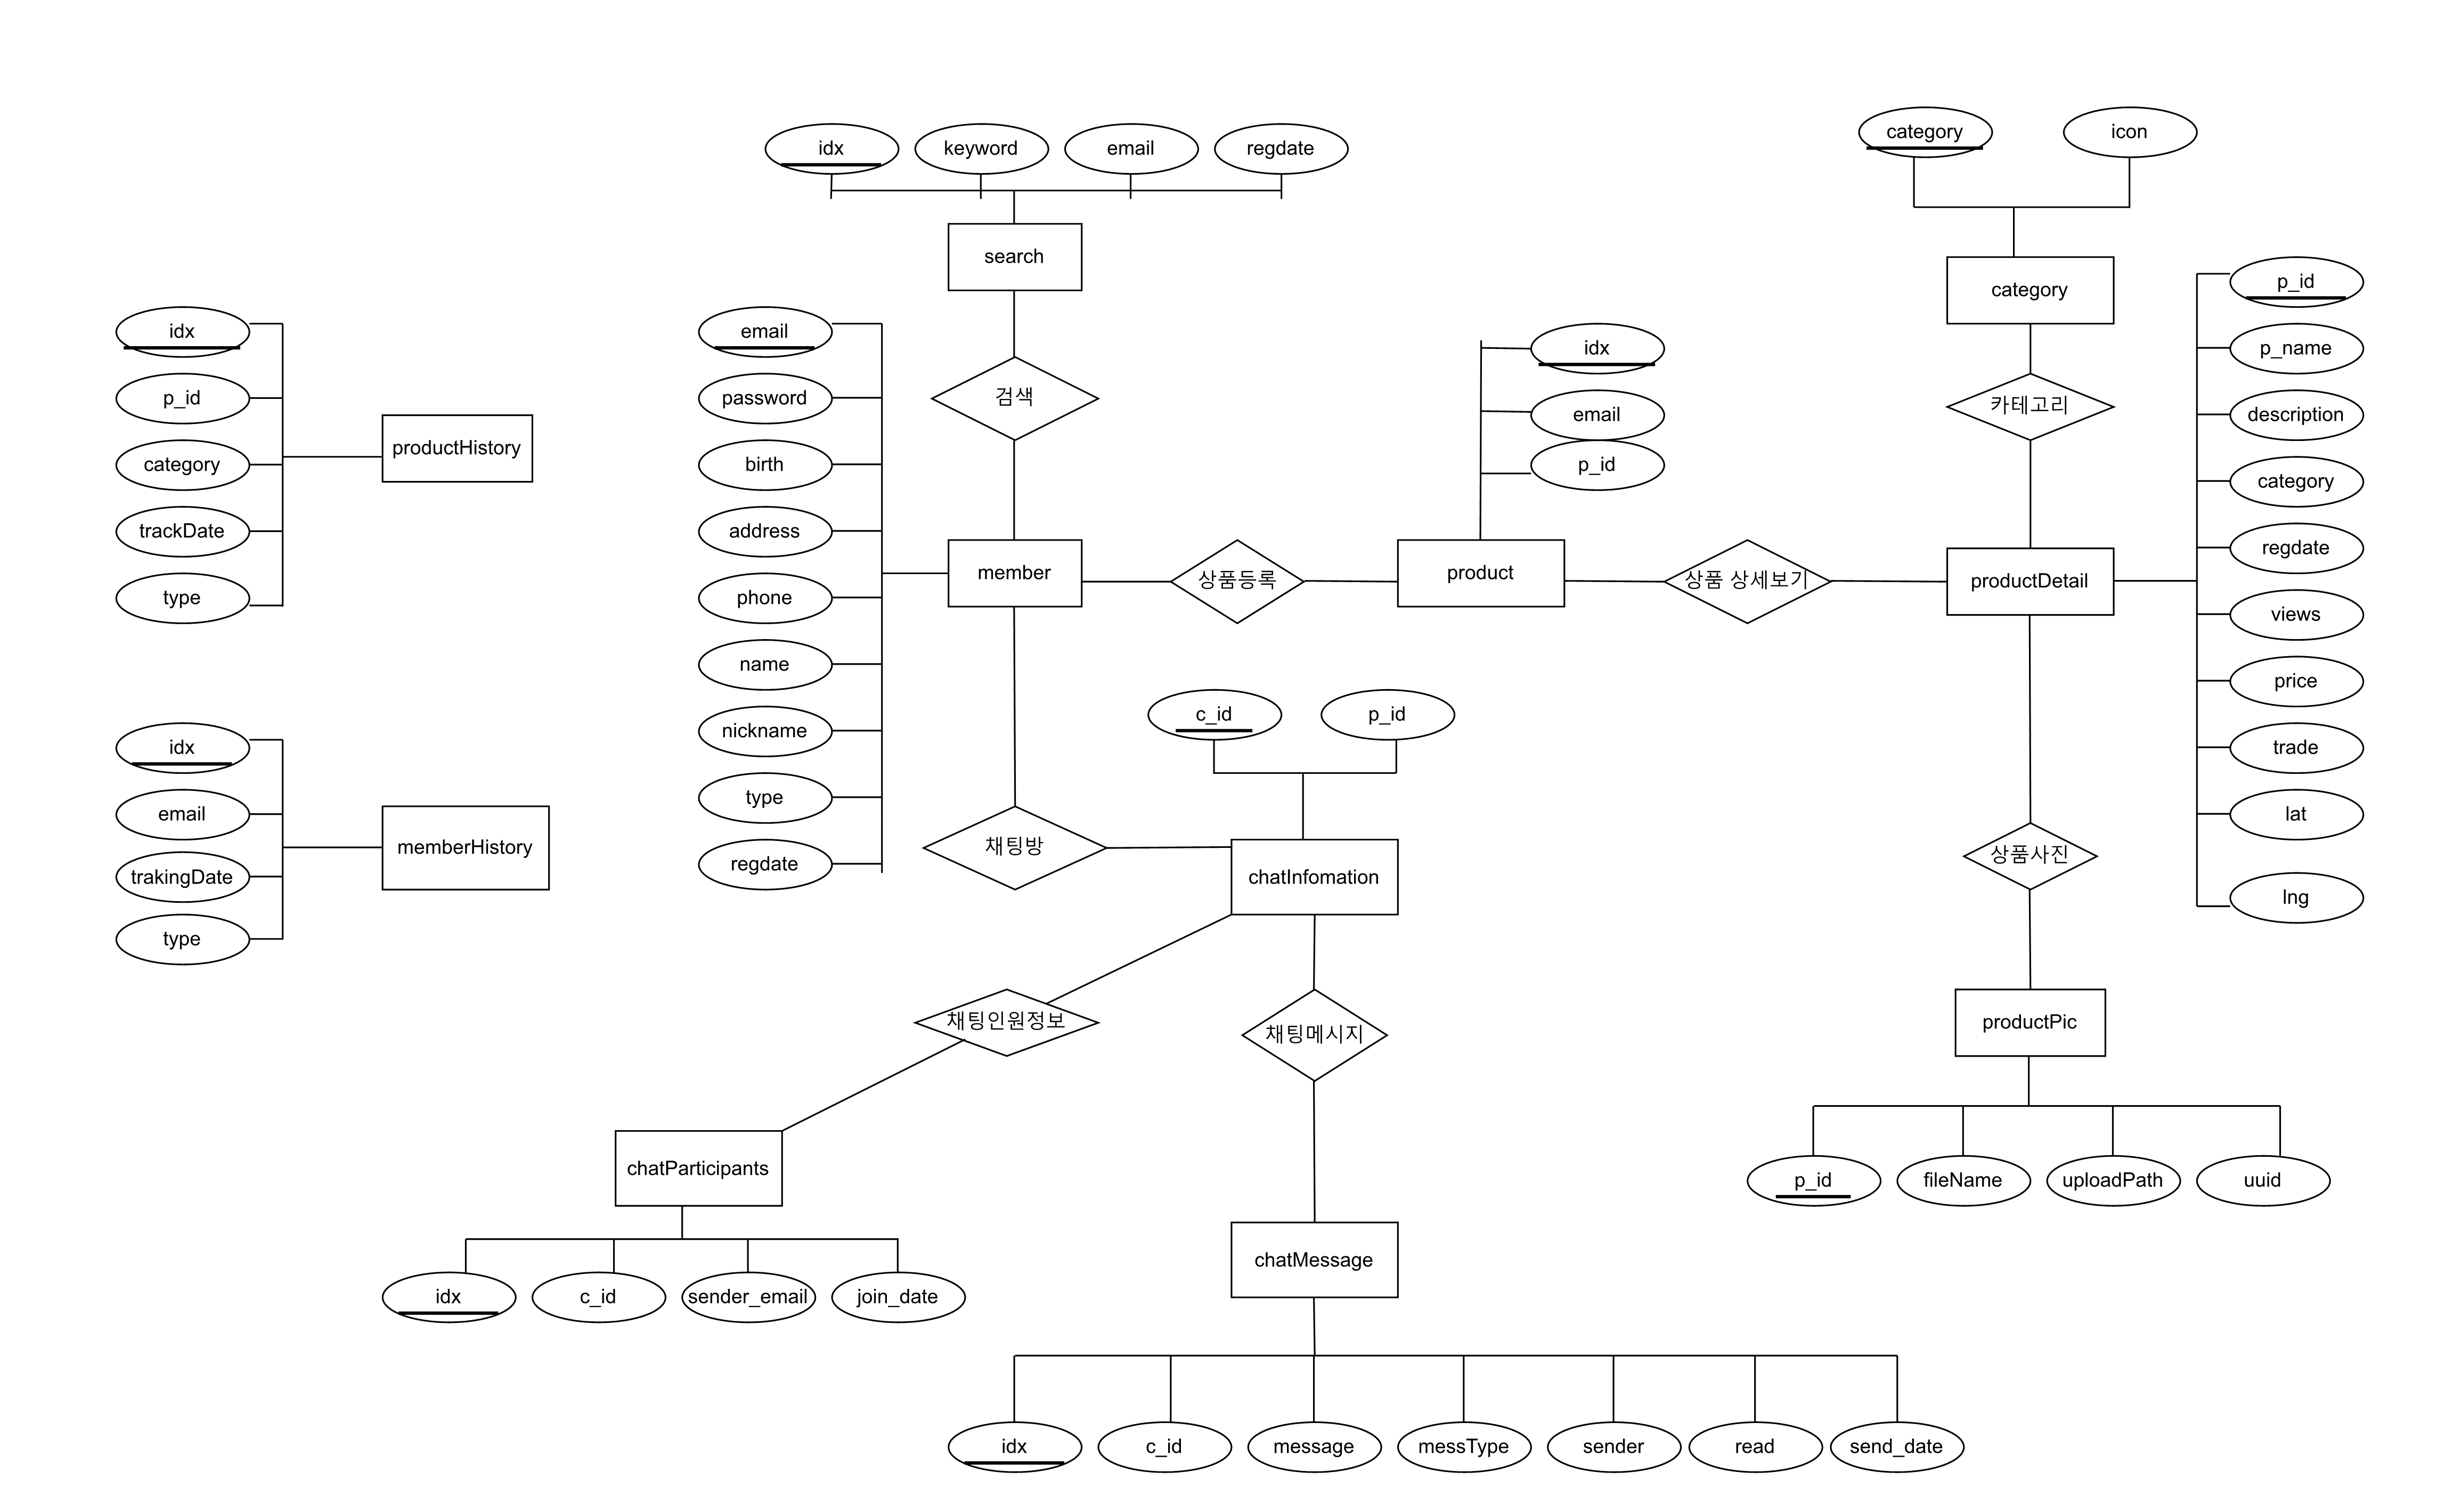 idx
keyword
email
regdate
search
검색
category
icon
category
카테고리
idx
p_id
category
trackDate
type
productHistory
idx
email
trakingDate
type
memberHistory
email
password
birth
address
phone
name
nickname
type
regdate
member
상품등록
idx
email
p_id
product
상품 상세보기
productDetail
p_id
p_name
description
category
regdate
views
price
trade
lat
lng
상품사진
productPic
p_id
fileName
uploadPath
uuid
c_id
p_id
채팅방
chatInfomation
채팅인원정보
채팅메시지
chatParticipants
idx
c_id
sender_email
join_date
chatMessage
idx
c_id
message
messType
sender
read
send_date